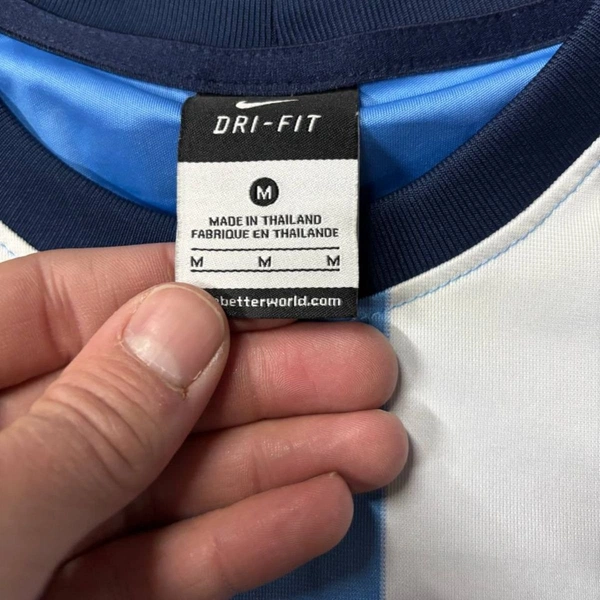 DRI-FIT
M
MADE IN THAILAND
FABRIQUE EN THAILANDE
M M M
betterworld.com